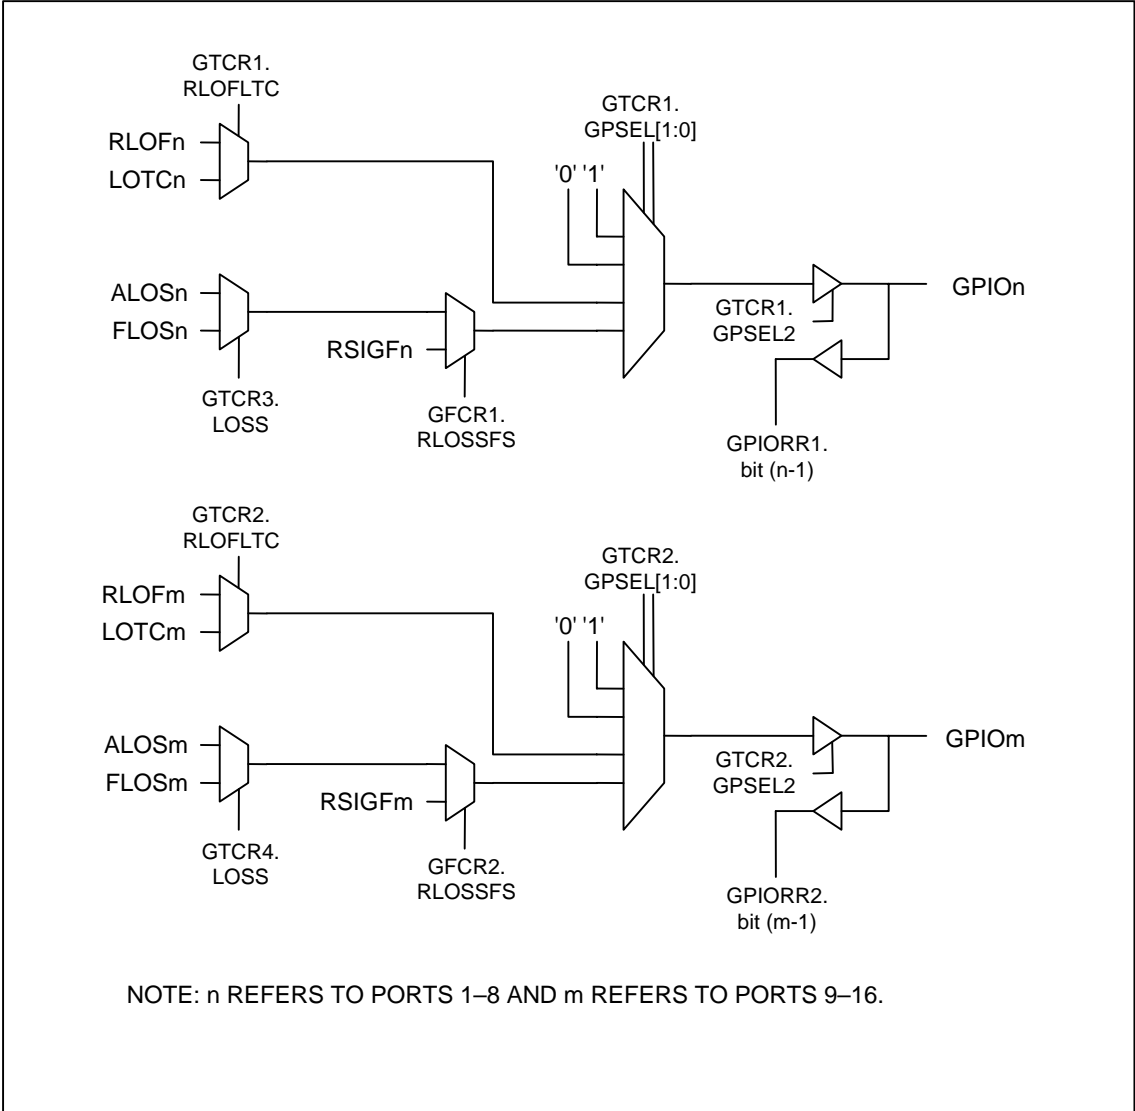 GTCR1.
RLOFLTC
RLOFn
LOTCn
GTCR1.
GPSEL[1:0]
'0' '1'
ALOSn
FLOSn
RSIGFn
GTCR3.
LOSS
GFCR1.
RLOSSFS
GTCR1.
GPSEL2
GPIOn
GPIORR1.
bit (n-1)
GTCR2.
RLOFLTC
RLOFm
LOTCm
GTCR2.
GPSEL[1:0]
'0' '1'
ALOSm
FLOSm
RSIGFm
GTCR4.
LOSS
GFCR2.
RLOSSFS
GTCR2.
GPSEL2
GPIOm
GPIORR2.
bit (m-1)
NOTE: n REFERS TO PORTS 1–8 AND m REFERS TO PORTS 9–16.